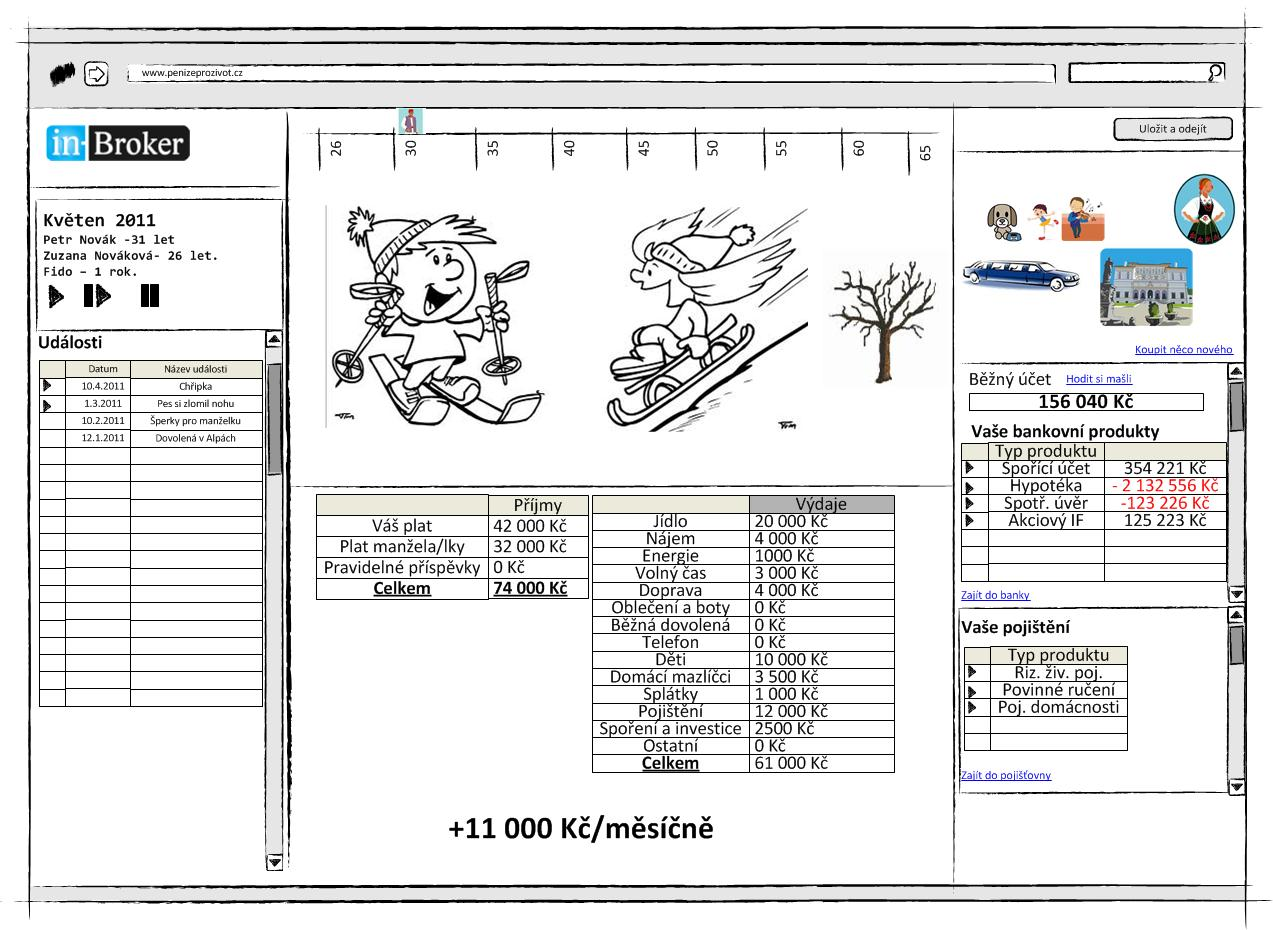 www.penizeprozivot.cz
in-Broker
26 30 35 40 45 50 55 60 65
Uložit a odejít
Květen 2011
Petr Novák -31 let
Zuzana Nováková- 26 let.
Fido – 1 rok.
Události
Datum Název události
10.4.2011 Chřipka
1.3.2011 Pes si zlomil nohu
10.2.2011 Šperky pro manželku
12.1.2011 Dovolená v Alpách
Příjmy
Váš plat 42 000 Kč
Plat manžela/lky 32 000 Kč
Pravidelné příspěvky 0 Kč
Celkem 74 000 Kč
Výdaje
Jídlo 20 000 Kč
Nájem 4 000 Kč
Energie 1000 Kč
Volný čas 3 000 Kč
Doprava 4 000 Kč
Oblečení a boty 0 Kč
Běžná dovolená 0 Kč
Telefon 0 Kč
Děti 10 000 Kč
Domácí mazlíčci 3 500 Kč
Splátky 1 000 Kč
Pojištění 12 000 Kč
Spoření a investice 2500 Kč
Ostatní 0 Kč
Celkem 61 000 Kč
+11 000 Kč/měsíčně
Koupit něco nového
Běžný účet Hodit si mašli
156 040 Kč
Vaše bankovní produkty
Typ produktu
Spořící účet 354 221 Kč
Hypotéka - 2 132 556 Kč
Spotř. úvěr -123 226 Kč
Akciový IF 125 223 Kč
Zajít do banky
Vaše pojištění
Typ produktu
Riz. živ. poj.
Povinné ručení
Poj. domácnosti
Zajít do pojišťovny